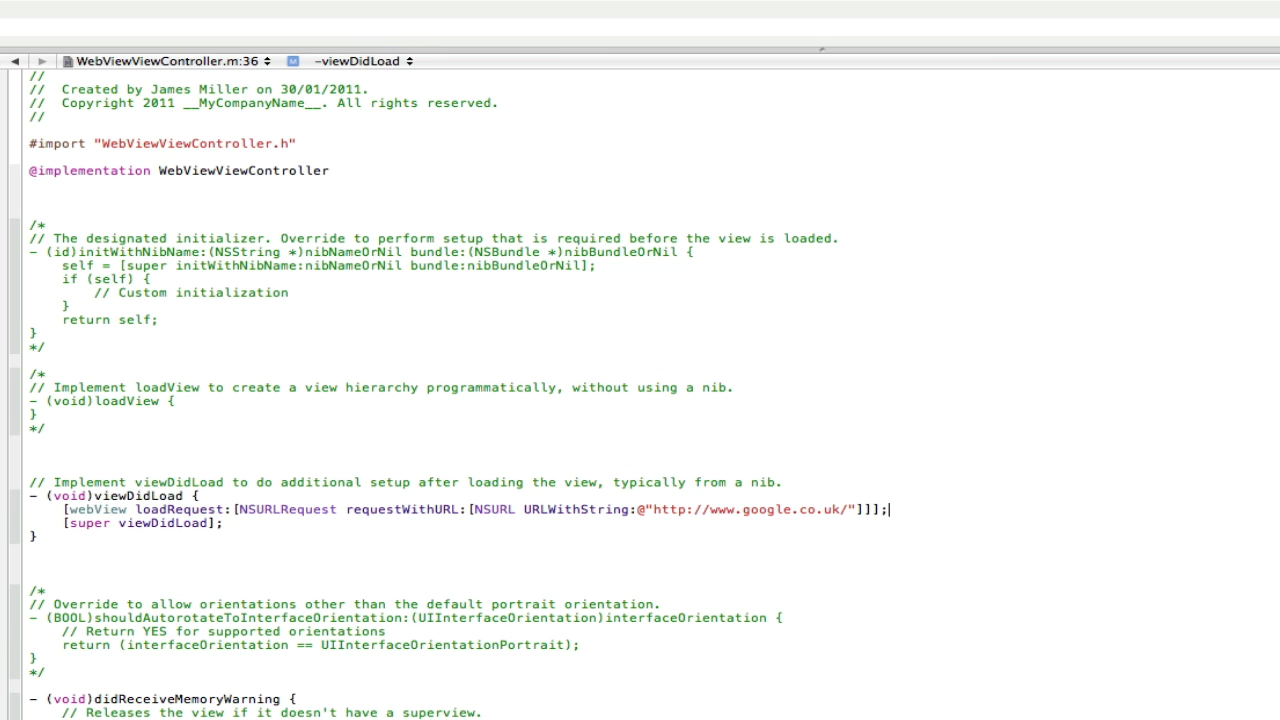 WebViewViewController.m:36 M -viewDidLoad
//
//  Created by James Miller on 30/01/2011.
//  Copyright 2011 __MyCompanyName__. All rights reserved.
//
#import "WebViewViewController.h"
@implementation WebViewViewController
/*
// The designated initializer. Override to perform setup that is required before the view is loaded.
- (id)initWithNibName:(NSString *)nibNameOrNil bundle:(NSBundle *)nibBundleOrNil {
    self = [super initWithNibName:nibNameOrNil bundle:nibBundleOrNil];
    if (self) {
        // Custom initialization
    }
    return self;
}
*/
/*
// Implement loadView to create a view hierarchy programmatically, without using a nib.
- (void)loadView {
}
*/
// Implement viewDidLoad to do additional setup after loading the view, typically from a nib.
- (void)viewDidLoad {
    [webView loadRequest:[NSURLRequest requestWithURL:[NSURL URLWithString:@"http://www.google.co.uk/"]]];
    [super viewDidLoad];
}
/*
// Override to allow orientations other than the default portrait orientation.
- (BOOL)shouldAutorotateToInterfaceOrientation:(UIInterfaceOrientation)interfaceOrientation {
    // Return YES for supported orientations
    return (interfaceOrientation == UIInterfaceOrientationPortrait);
}
*/
- (void)didReceiveMemoryWarning {
    // Releases the view if it doesn't have a superview.